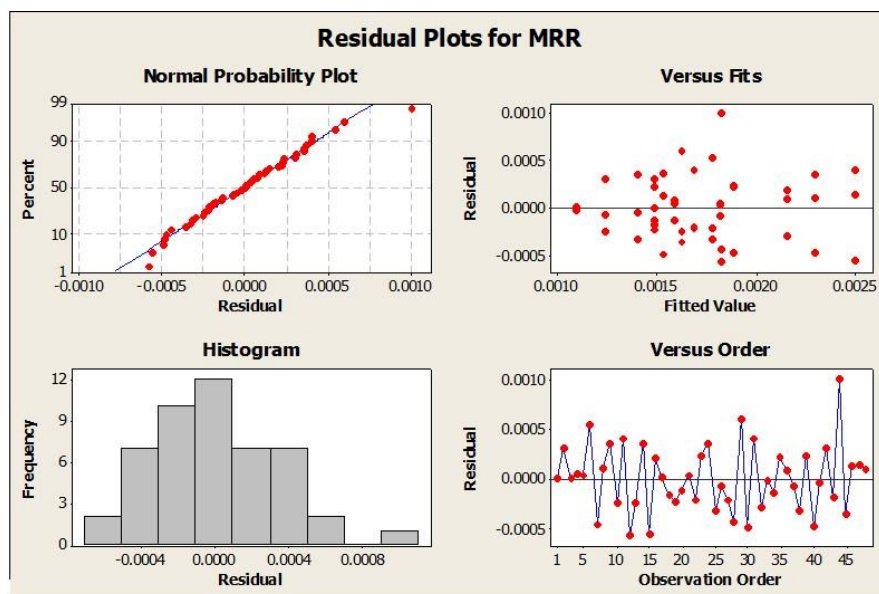 Residual Plots for MRR
Normal Probability Plot
99
90
50
10
1
Percent
-0.0010 -0.0005 0.0000 0.0005 0.0010
Residual
Versus Fits
0.0010
0.0005
0.0000
-0.0005
Residual
0.0010 0.0015 0.0020 0.0025
Fitted Value
Histogram
12
9
6
3
0
Frequency
-0.0004 0.0000 0.0004 0.0008
Residual
Versus Order
0.0010
0.0005
0.0000
-0.0005
Residual
1 5 10 15 20 25 30 35 40 45
Observation Order